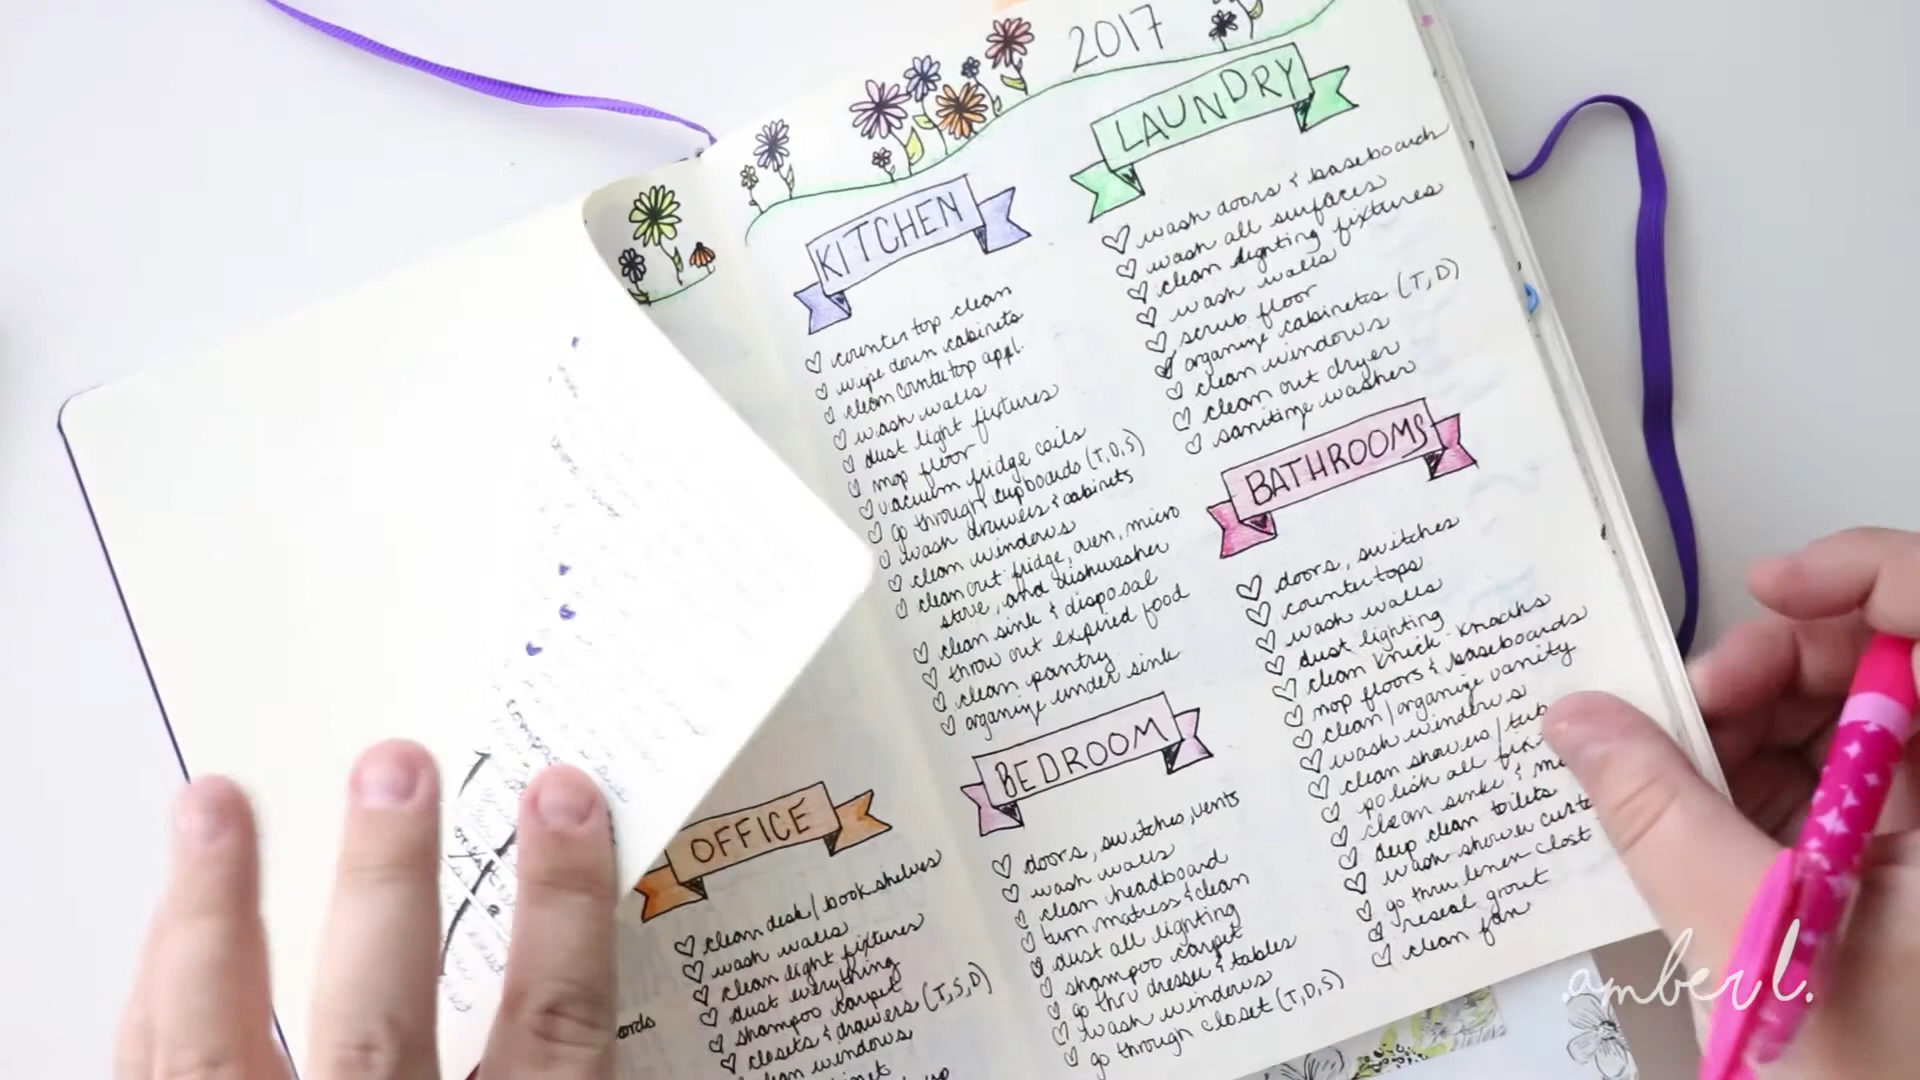 2017
KITCHEN
counter top clean
wipe down cabinets
clean countertop appl.
wash walls
dust light fixtures
mop floor
vacuum fridge coils
go through cupboards (T,D,S)
wash drawers & cabinets
clean windows
clean out fridge, oven, micro
stove, and dishwasher
clean sink & disposal
throw out expired food
clean pantry
organize under sink
LAUNDRY
wash doors & baseboards
wash all surfaces
clean lighting fixtures
wash walls
scrub floor
organize cabinets (T,D)
clean windows
clean out dryer
sanitize washer
BATHROOMS
doors, switches
countertops
wash walls
dust lighting
clean knick-knacks
mop floors & baseboards
clean/organize vanity
wash windows
clean showers/tub
polish all fix
clean sinks &
deep clean toilets
wash shower
go thru linen closet
reseal grout
clean fan
BEDROOM
doors, switches, vents
wash walls
clean headboard
turn matress & clean
dust all lighting
shampoo carpet
go thru dresser & tables
wash windows
go through closet (T,D,S)
OFFICE
clean desk/bookshelves
wash walls
clean light fixtures
dust everything
shampoo carpet
closets & drawers (T,S,D)
windows
amber l.